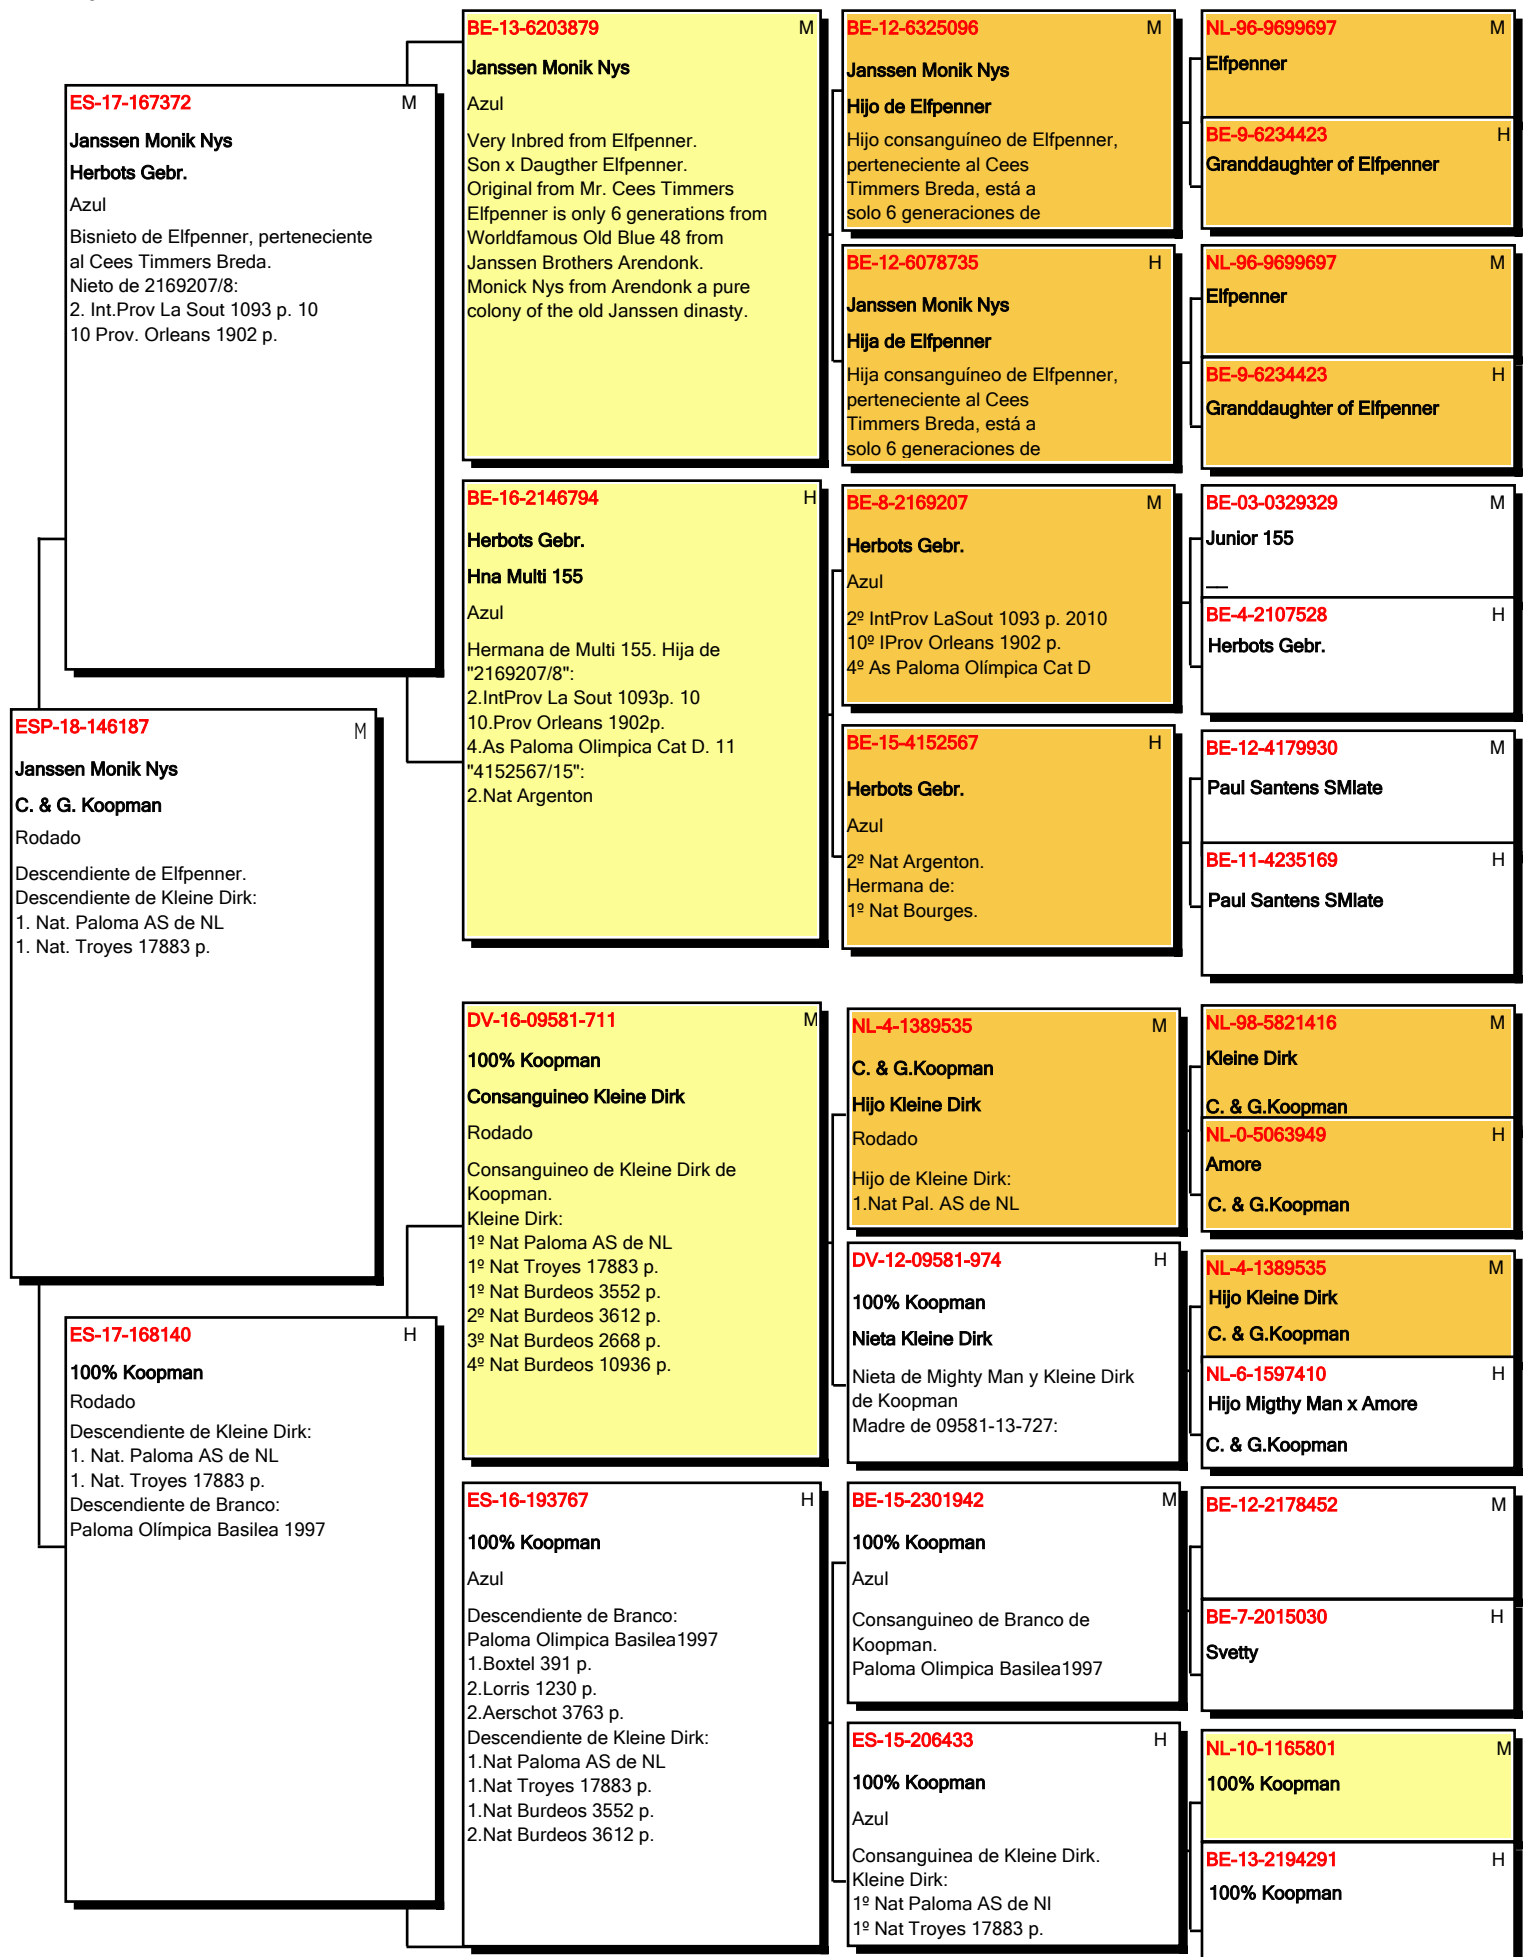 ESP-18-146187 M
Janssen Monik Nys
C. & G. Koopman
Rodado
Descendiente de Elfpenner.
Descendiente de Kleine Dirk:
1. Nat. Paloma AS de NL
1. Nat. Troyes 17883 p.
ES-17-167372 M
Janssen Monik Nys
Herbots Gebr.
Azul
Bisnieto de Elfpenner, perteneciente
al Cees Timmers Breda.
Nieto de 2169207/8:
2. Int.Prov La Sout 1093 p. 10
10 Prov. Orleans 1902 p.
ES-17-168140 H
100% Koopman
Rodado
Descendiente de Kleine Dirk:
1. Nat. Paloma AS de NL
1. Nat. Troyes 17883 p.
Descendiente de Branco:
Paloma Olímpica Basilea 1997
BE-13-6203879 M
Janssen Monik Nys
Azul
Very Inbred from Elfpenner.
Son x Daugther Elfpenner.
Original from Mr. Cees Timmers
Elfpenner is only 6 generations from
Worldfamous Old Blue 48 from
Janssen Brothers Arendonk.
Monick Nys from Arendonk a pure
colony of the old Janssen dinasty.
BE-16-2146794 H
Herbots Gebr.
Hna Multi 155
Azul
Hermana de Multi 155. Hija de
"2169207/8":
2.IntProv La Sout 1093p. 10
10.Prov Orleans 1902p.
4.As Paloma Olimpica Cat D. 11
"4152567/15":
2.Nat Argenton
DV-16-09581-711 M
100% Koopman
Consanguineo Kleine Dirk
Rodado
Consanguineo de Kleine Dirk de
Koopman.
Kleine Dirk:
1º Nat Paloma AS de NL
1º Nat Troyes 17883 p.
1º Nat Burdeos 3552 p.
2º Nat Burdeos 3612 p.
3º Nat Burdeos 2668 p.
4º Nat Burdeos 10936 p.
ES-16-193767 H
100% Koopman
Azul
Descendiente de Branco:
Paloma Olimpica Basilea1997
1.Boxtel 391 p.
2.Lorris 1230 p.
2.Aerschot 3763 p.
Descendiente de Kleine Dirk:
1.Nat Paloma AS de NL
1.Nat Troyes 17883 p.
1.Nat Burdeos 3552 p.
2.Nat Burdeos 3612 p.
BE-12-6325096 M
Janssen Monik Nys
Hijo de Elfpenner
Hijo consanguíneo de Elfpenner,
perteneciente al Cees
Timmers Breda, está a
solo 6 generaciones de
BE-12-6078735 H
Janssen Monik Nys
Hija de Elfpenner
Hija consanguíneo de Elfpenner,
perteneciente al Cees
Timmers Breda, está a
solo 6 generaciones de
BE-8-2169207 M
Herbots Gebr.
Azul
2º IntProv LaSout 1093 p. 2010
10º IProv Orleans 1902 p.
4º As Paloma Olímpica Cat D
BE-15-4152567 H
Herbots Gebr.
Azul
2º Nat Argenton.
Hermana de:
1º Nat Bourges.
NL-4-1389535 M
C. & G.Koopman
Hijo Kleine Dirk
Rodado
Hijo de Kleine Dirk:
1.Nat Pal. AS de NL
DV-12-09581-974 H
100% Koopman
Nieta Kleine Dirk
Nieta de Mighty Man y Kleine Dirk
de Koopman
Madre de 09581-13-727:
BE-15-2301942 M
100% Koopman
Azul
Consanguineo de Branco de
Koopman.
Paloma Olimpica Basilea1997
ES-15-206433 H
100% Koopman
Azul
Consanguinea de Kleine Dirk.
Kleine Dirk:
1º Nat Paloma AS de Nl
1º Nat Troyes 17883 p.
NL-96-9699697 M
Elfpenner
BE-9-6234423 H
Granddaughter of Elfpenner
NL-96-9699697 M
Elfpenner
BE-9-6234423 H
Granddaughter of Elfpenner
BE-03-0329329 M
Junior 155
__
BE-4-2107528 H
Herbots Gebr.
BE-12-4179930 M
Paul Santens SMlate
BE-11-4235169 H
Paul Santens SMlate
NL-98-5821416 M
Kleine Dirk
C. & G.Koopman
NL-0-5063949 H
Amore
C. & G.Koopman
NL-4-1389535 M
Hijo Kleine Dirk
C. & G.Koopman
NL-6-1597410 H
Hijo Migthy Man x Amore
C. & G.Koopman
BE-12-2178452 M
BE-7-2015030 H
Svetty
NL-10-1165801 M
100% Koopman
BE-13-2194291 H
100% Koopman